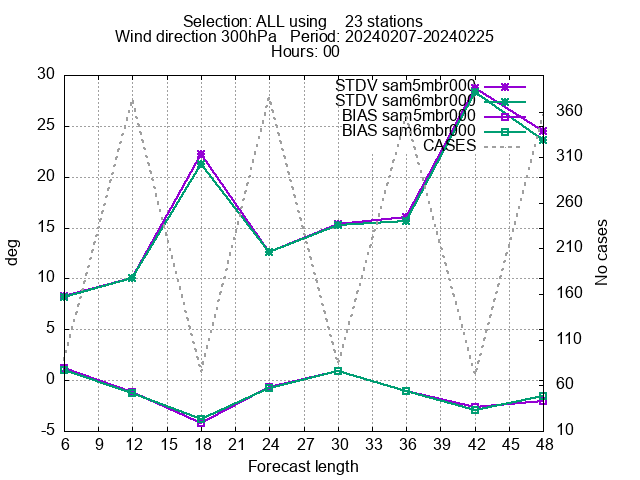 Selection: ALL using    23 stations
Wind direction 300hPa   Period: 20240207-20240225
Hours: 00
STDV sam5mbr000
STDV sam6mbr000
BIAS sam5mbr000
BIAS sam6mbr000
CASES
30
25
20
15
10
5
0
-5
deg
360
310
260
210
160
110
60
10
No cases
6 9 12 15 18 21 24 27 30 33 36 39 42 45 48
Forecast length